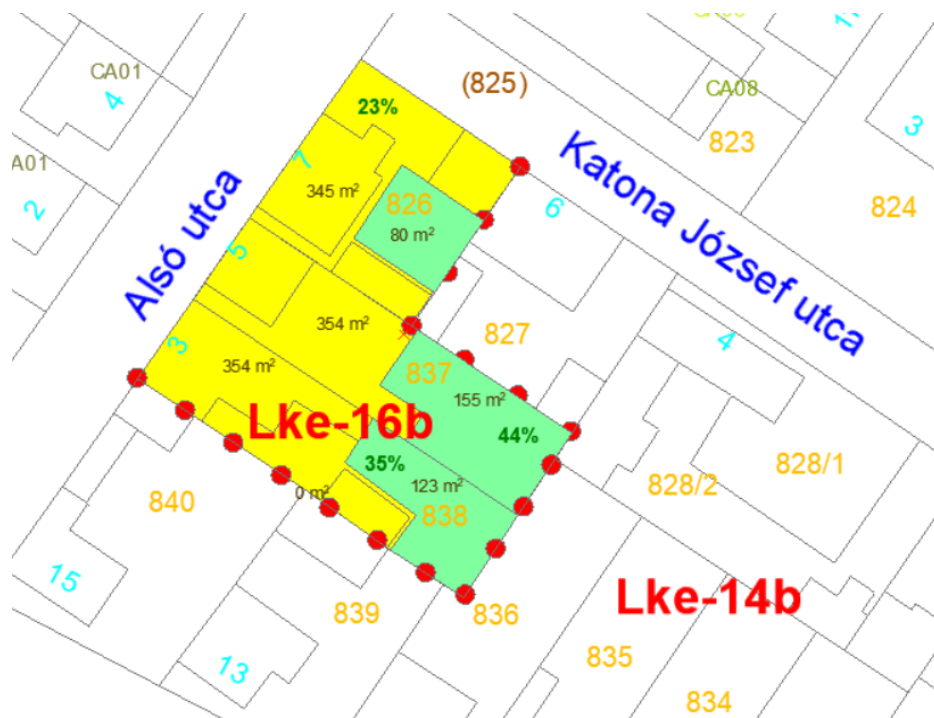 CA01
4
(825)
CA08
823
3
824
A01
2
23%
7
345 m²
826
80 m²
6
Katona József utca
Alsó utca
5
354 m²
3
354 m²
837
827
4
155 m²
Lke-16b
44%
35%
0 m²
123 m²
838
840
828/2
828/1
15
839
836
Lke-14b
13
835
834